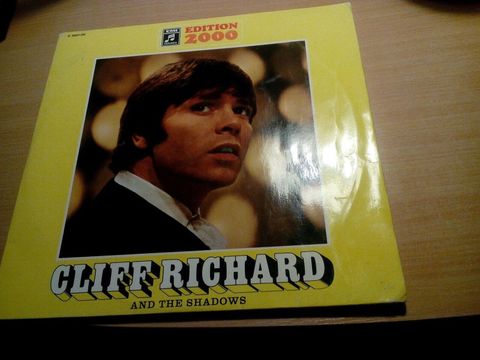 EDITION
2000
CLIFF RICHARD
AND THE SHADOWS